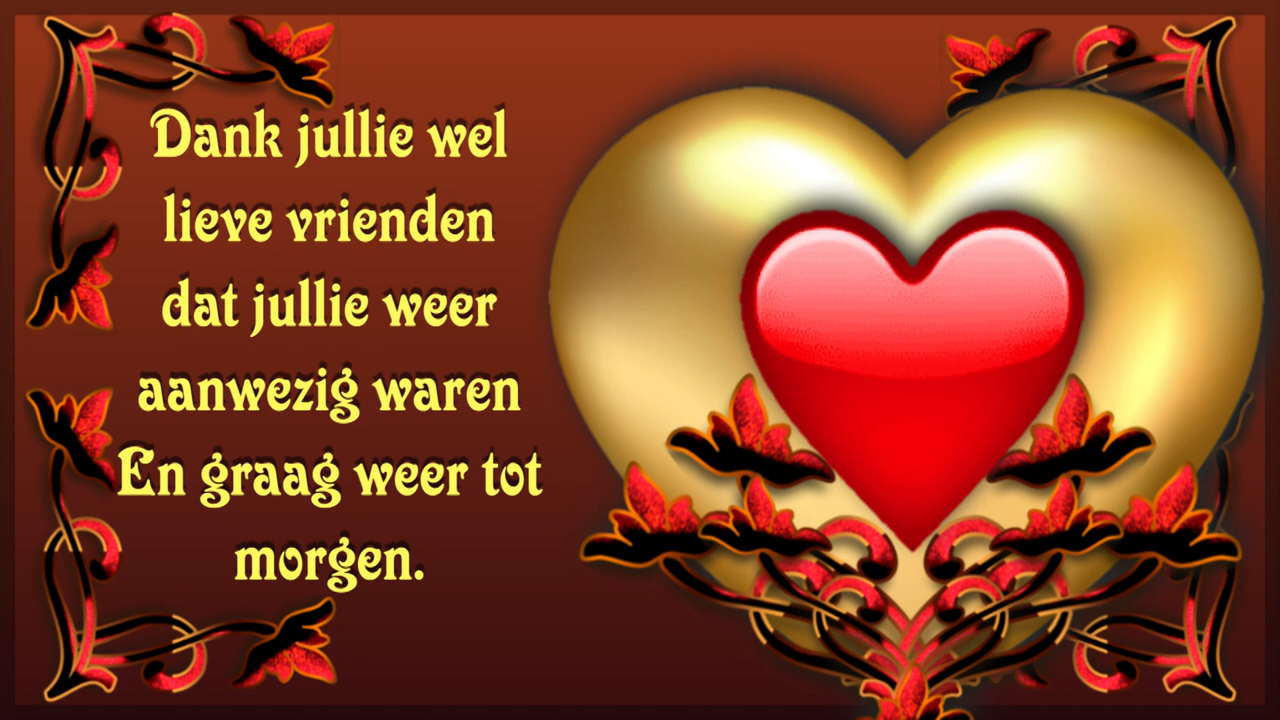 Dank jullie wel
lieve vrienden
dat jullie weer
aanwezig waren
En graag weer tot
morgen.